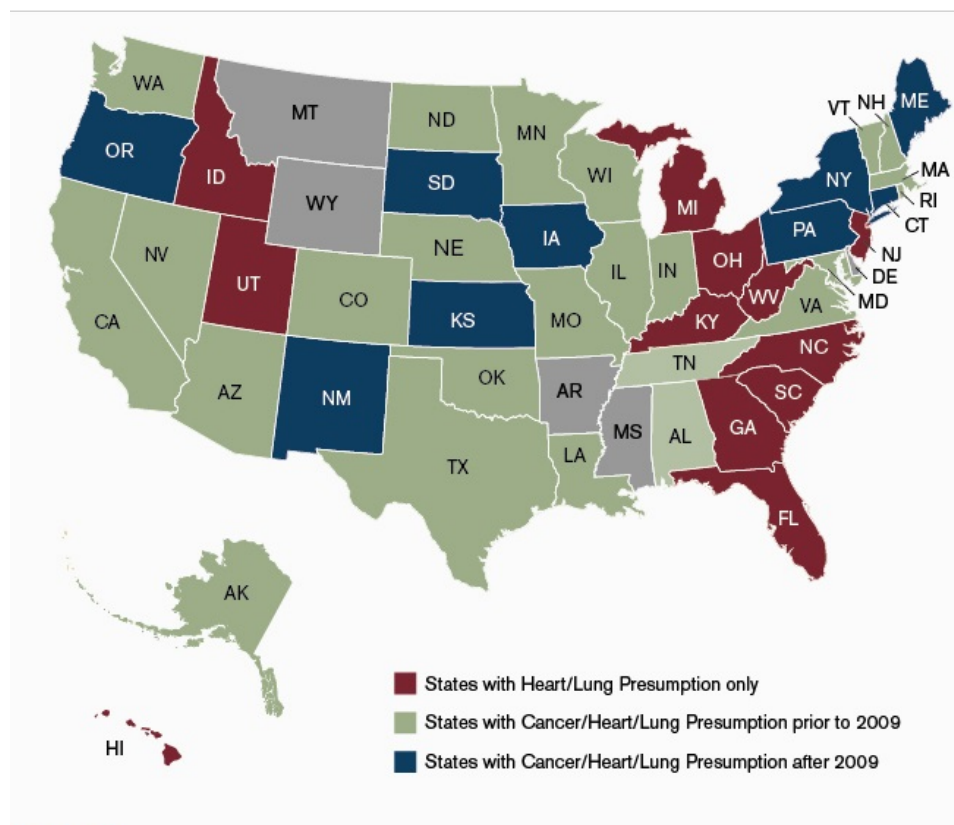 WA
MT
ND
MN
VT
NH
ME
OR
ID
WY
SD
WI
MI
NY
MA
RI
CT
NV
UT
NE
IA
PA
NJ
DE
MD
CA
CO
KS
MO
IL
IN
OH
WV
VA
KY
AZ
NM
OK
AR
TN
NC
SC
TX
LA
MS
AL
GA
FL
AK
HI
States with Heart/Lung Presumption only
States with Cancer/Heart/Lung Presumption prior to 2009
States with Cancer/Heart/Lung Presumption after 2009